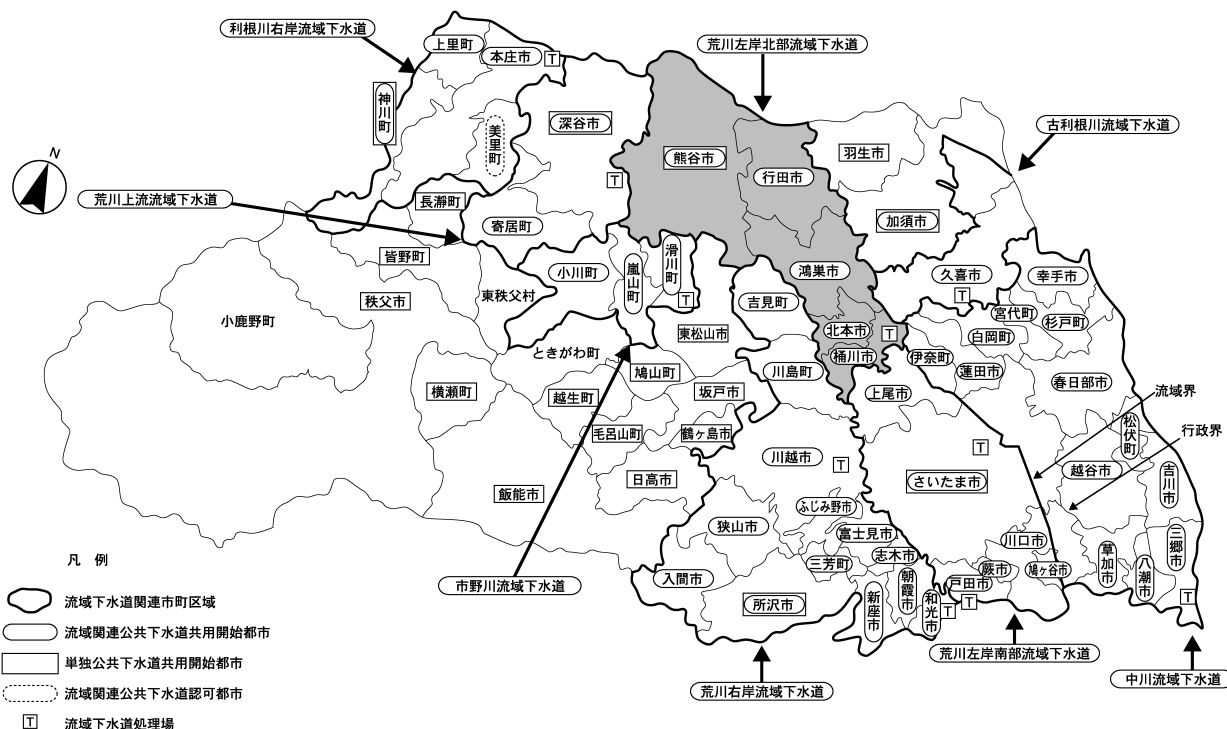 利根川右岸流域下水道
荒川左岸北部流域下水道
上里町
本庄市
T
神川町
美里町
深谷市
熊谷市
行田市
羽生市
古利根川流域下水道
N
T
荒川上流流域下水道
長瀞町
寄居町
加須市
皆野町
小川町
嵐山町
滑川町
T
鴻巣市
久喜市
T
幸手市
秩父市
東秩父村
吉見町
宮代町
杉戸町
小鹿野町
東松山市
北本市
T
白岡町
ときがわ町
桶川市
伊奈町
蓮田市
横瀬町
鳩山町
川島町
上尾市
春日部市
越生町
坂戸市
流域界
毛呂山町
鶴ヶ島市
松伏町
行政界
川越市
T
T
越谷市
吉川市
日高市
さいたま市
飯能市
ふじみ野市
狭山市
富士見市
川口市
三郷市
凡 例
三芳町
志木市
草加市
八潮市
入間市
朝霞市
戸田市
蕨市
鳩ヶ谷市
市野川流域下水道
所沢市
新座市
和光市
T
T
T
流域下水道関連市町区域
流域関連公共下水道共用開始都市
単独公共下水道共用開始都市
荒川左岸南部流域下水道
中川流域下水道
流域関連公共下水道認可都市
荒川右岸流域下水道
T
流域下水道処理場